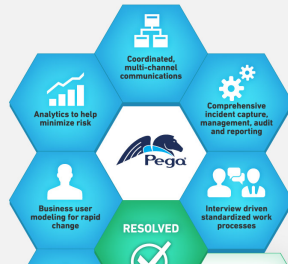 Coordinated,
multi-channel
communications
Analytics to help
minimize risk
Comprehensive
incident capture,
management, audit
and reporting
Pega
Business user
modeling for rapid
change
Interview driven
standardized work
processes
RESOLVED